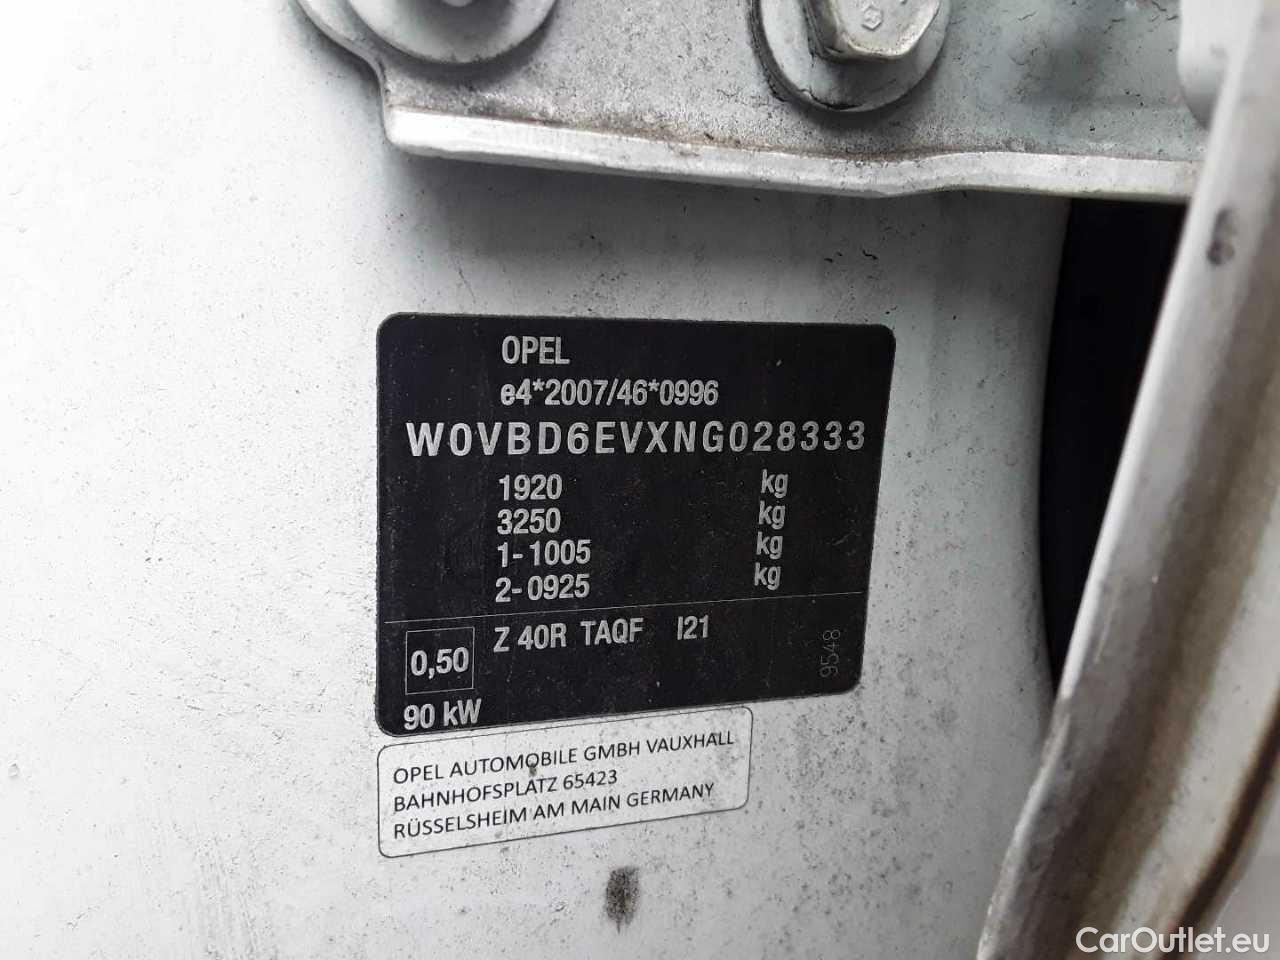 OPEL
e4*2007/46*0996
W0VBD6EVXNG028333
1920 kg
3250 kg
1-1005 kg
2-0925 kg
Z 40R TAQF I21
0,50
9548
90 kW
OPEL AUTOMOBILE GMBH VAUXHALL
BAHNHOFSPLATZ 65423
RÜSSELSHEIM AM MAIN GERMANY
CarOutlet.eu